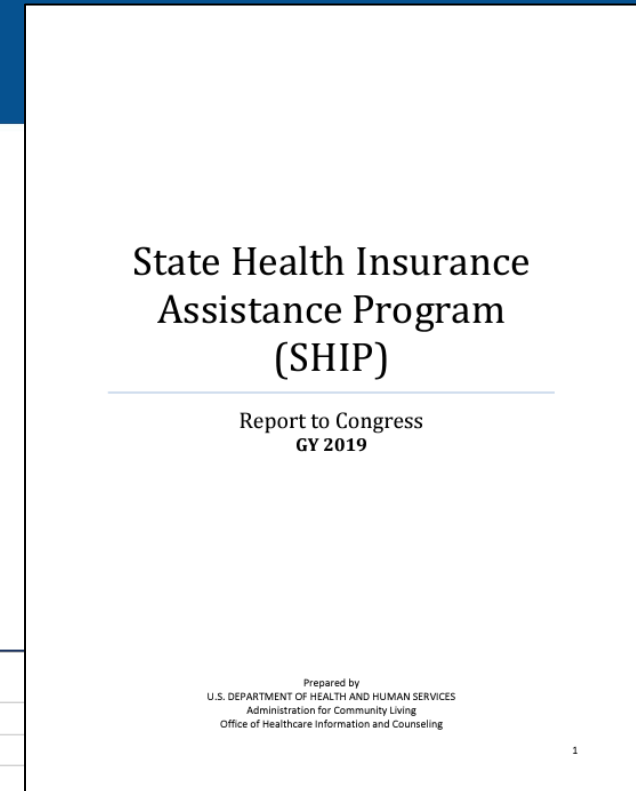 State Health Insurance
Assistance Program
(SHIP)
Report to Congress
GY 2019
Prepared by
U.S. DEPARTMENT OF HEALTH AND HUMAN SERVICES
Administration for Community Living
Office of Healthcare Information and Counseling
1